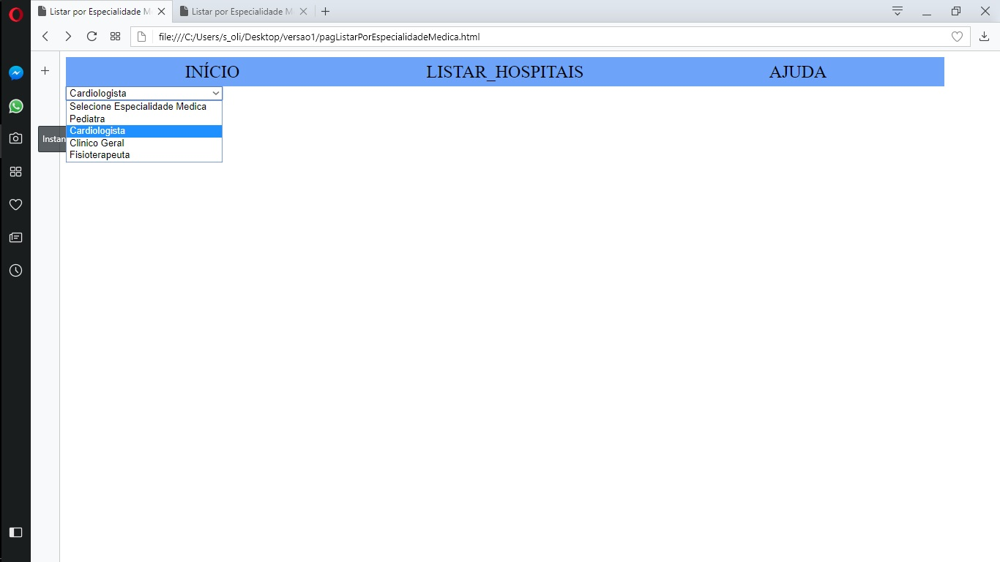 Listar por Especialidade M Listar por Especialidade M
file:///C:/Users/s_oli/Desktop/versao1/pagListarPorEspecialidadeMedica.html
INÍCIO LISTAR_HOSPITAIS AJUDA
Cardiologista
Selecione Especialidade Medica
Pediatra
Cardiologista
Instan
Clinico Geral
Fisioterapeuta